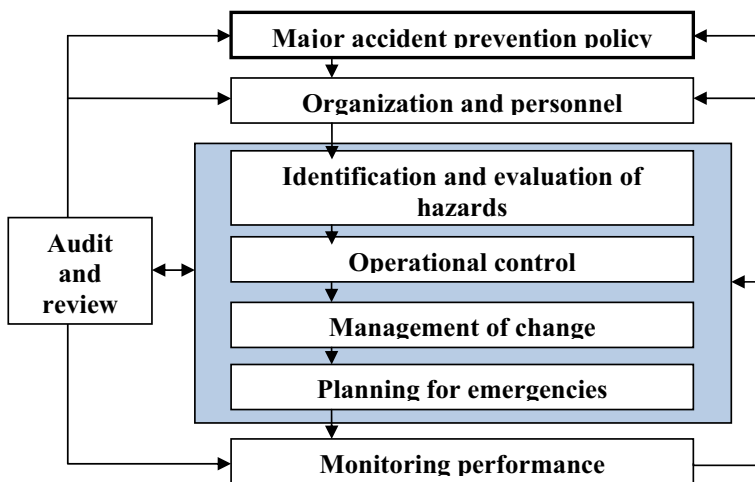 Major accident prevention policy
Organization and personnel
Identification and evaluation of
hazards
Audit
and
review
Operational control
Management of change
Planning for emergencies
Monitoring performance